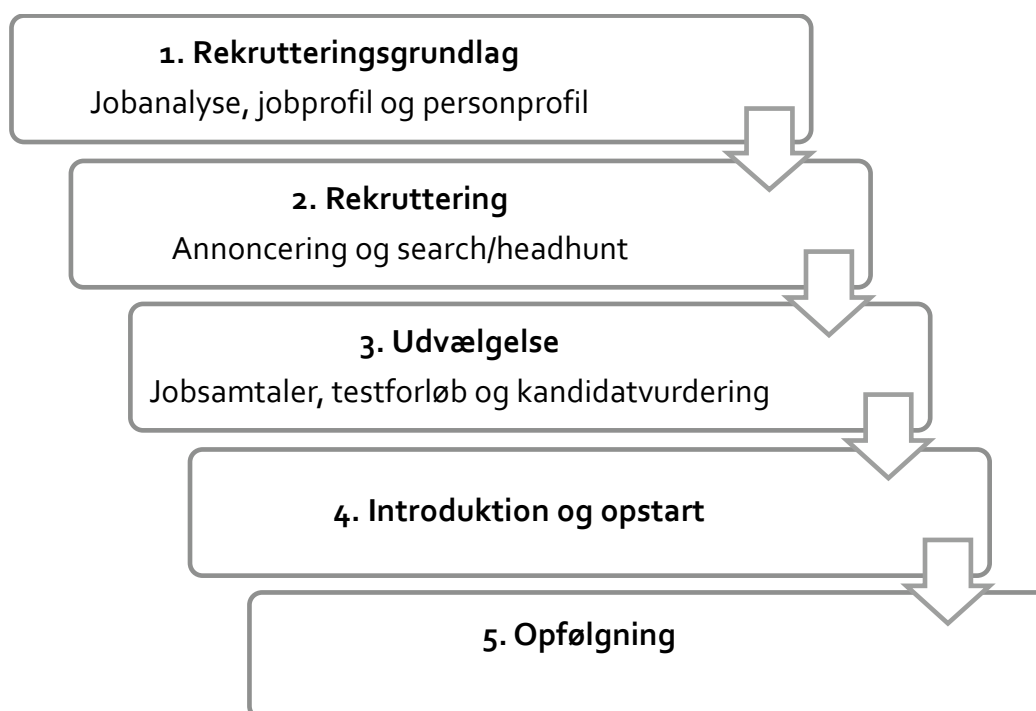 1. Rekrutteringsgrundlag
Jobanalyse, jobprofil og personprofil
2. Rekruttering
Annoncering og search/headhunt
3. Udvælgelse
Jobsamtaler, testforløb og kandidatvurdering
4. Introduktion og opstart
5. Opfølgning